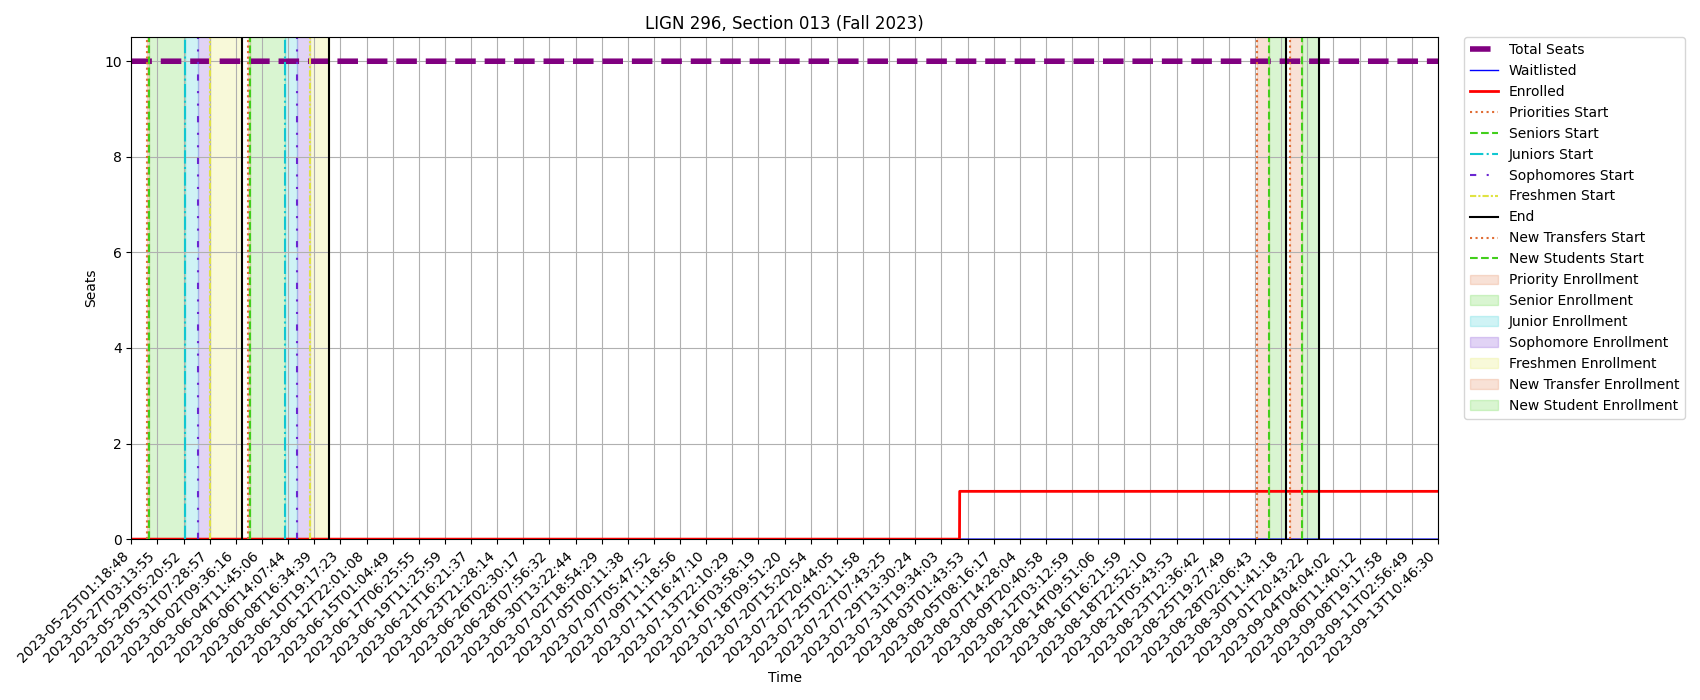 LIGN 296, Section 013 (Fall 2023)
Seats
10
8
6
4
2
0
2023-05-25T01:18:48
2023-05-27T03:13:55
2023-05-29T05:20:52
2023-05-31T07:28:57
2023-06-02T09:36:16
2023-06-04T11:45:06
2023-06-06T14:07:44
2023-06-08T16:34:39
2023-06-10T19:17:23
2023-06-12T22:01:08
2023-06-15T01:04:49
2023-06-17T06:25:55
2023-06-19T11:25:59
2023-06-21T16:21:37
2023-06-23T21:28:14
2023-06-26T02:30:17
2023-06-28T07:56:32
2023-06-30T13:22:44
2023-07-02T18:54:29
2023-07-05T00:11:38
2023-07-07T05:47:52
2023-07-09T11:18:56
2023-07-11T16:47:10
2023-07-13T22:10:29
2023-07-16T03:58:19
2023-07-18T09:51:20
2023-07-20T15:20:54
2023-07-22T20:44:05
2023-07-25T02:11:58
2023-07-27T07:43:25
2023-07-29T13:30:24
2023-07-31T19:34:03
2023-08-03T01:43:53
2023-08-05T08:16:17
2023-08-07T14:28:04
2023-08-09T20:40:58
2023-08-12T03:12:59
2023-08-14T09:51:06
2023-08-16T16:21:59
2023-08-18T22:52:10
2023-08-21T05:43:53
2023-08-23T12:36:42
2023-08-25T19:27:49
2023-08-28T02:06:43
2023-08-30T11:41:18
2023-09-01T20:43:22
2023-09-04T04:04:02
2023-09-06T11:40:12
2023-09-08T19:17:58
2023-09-11T02:56:49
2023-09-13T10:46:30
Time
Total Seats
Waitlisted
Enrolled
Priorities Start
Seniors Start
Juniors Start
Sophomores Start
Freshmen Start
End
New Transfers Start
New Students Start
Priority Enrollment
Senior Enrollment
Junior Enrollment
Sophomore Enrollment
Freshmen Enrollment
New Transfer Enrollment
New Student Enrollment